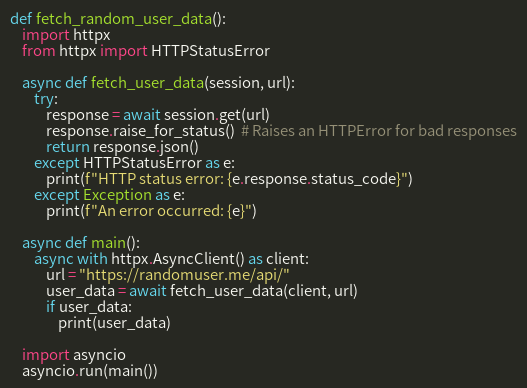 def fetch_random_user_data():
    import httpx
    from httpx import HTTPStatusError

    async def fetch_user_data(session, url):
        try:
            response = await session.get(url)
            response.raise_for_status()  # Raises an HTTPError for bad responses
            return response.json()
        except HTTPStatusError as e:
            print(f"HTTP status error: {e.response.status_code}")
        except Exception as e:
            print(f"An error occurred: {e}")

    async def main():
        async with httpx.AsyncClient() as client:
            url = "https://randomuser.me/api/"
            user_data = await fetch_user_data(client, url)
            if user_data:
                print(user_data)

    import asyncio
    asyncio.run(main())